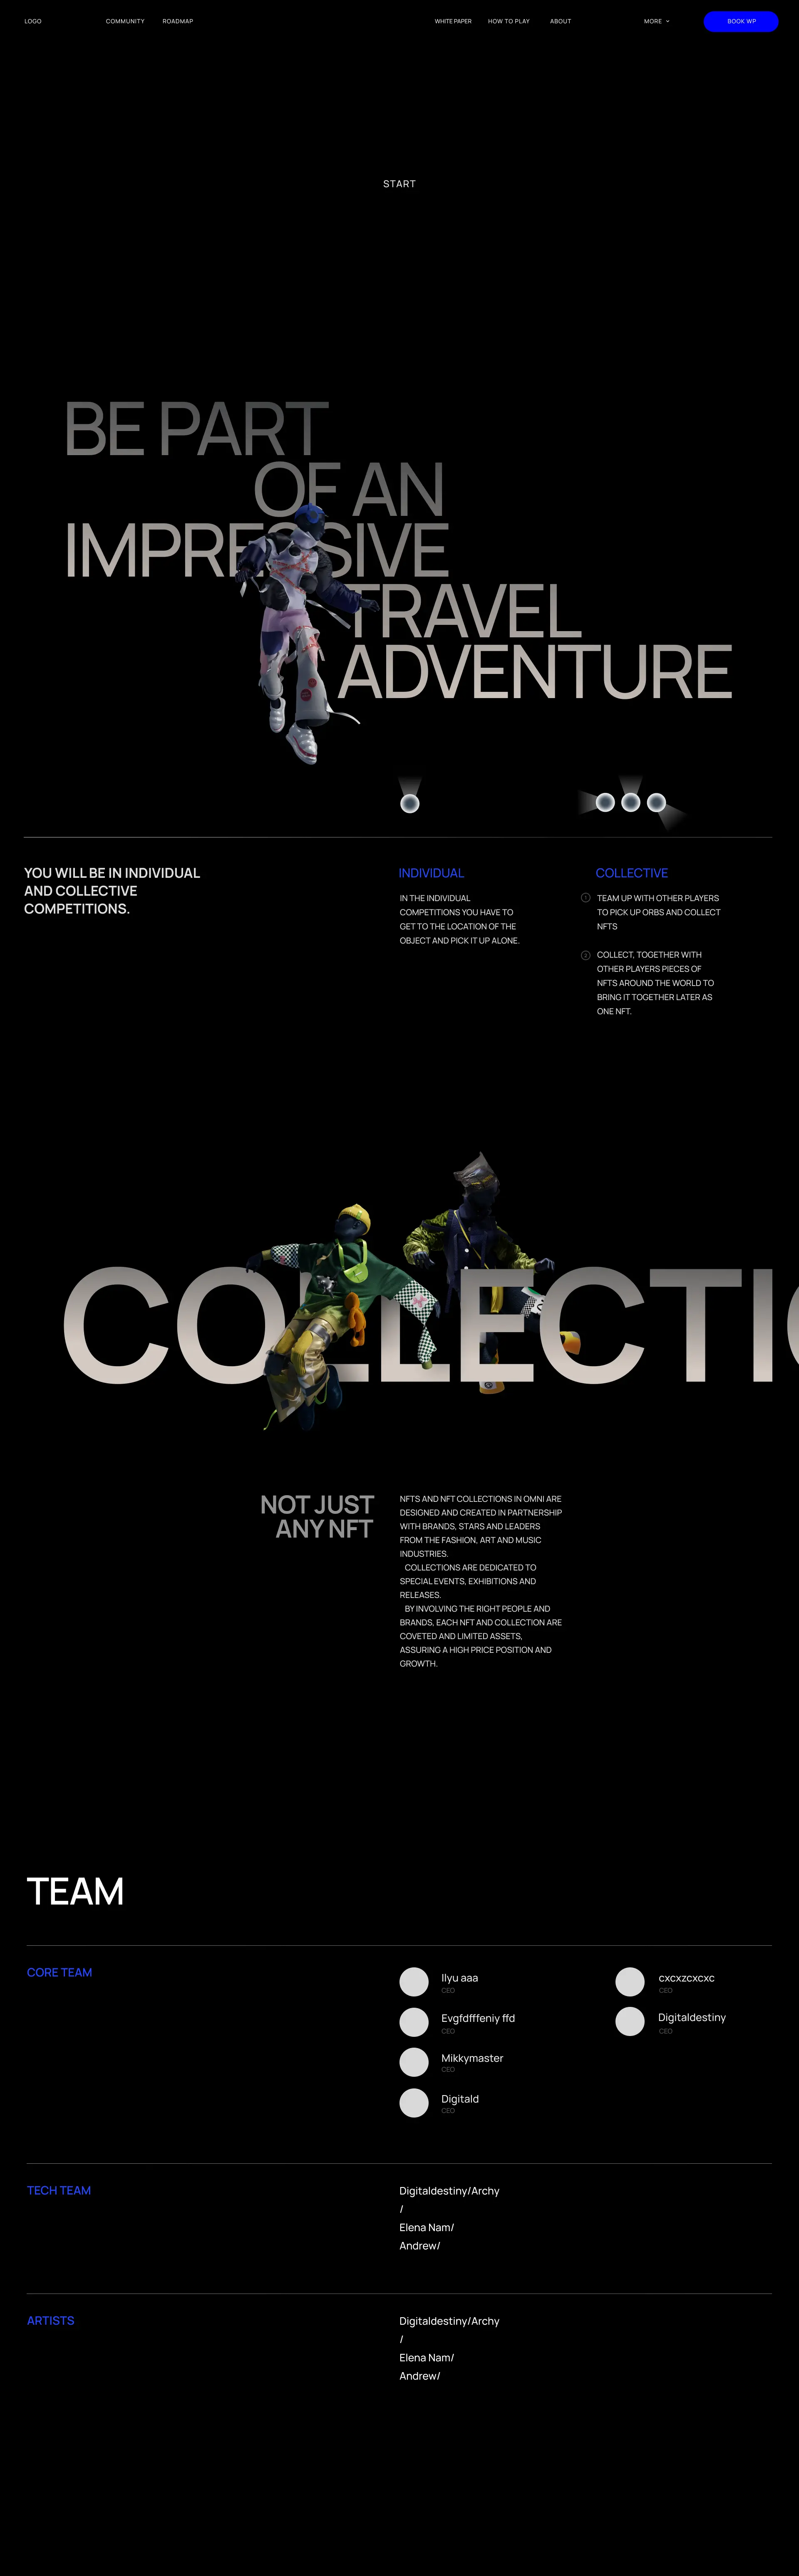 LOGO COMMUNITY ROADMAP WHITE PAPER HOW TO PLAY ABOUT MORE BOOK WP
START
BE PART
OF AN
IMPRESSIVE
TRAVEL
ADVENTURE
YOU WILL BE IN INDIVIDUAL
AND COLLECTIVE
COMPETITIONS.
INDIVIDUAL
IN THE INDIVIDUAL
COMPETITIONS YOU HAVE TO
GET TO THE LOCATION OF THE
OBJECT AND PICK IT UP ALONE.
COLLECTIVE
1 TEAM UP WITH OTHER PLAYERS
TO PICK UP ORBS AND COLLECT
NFTS
2 COLLECT, TOGETHER WITH
OTHER PLAYERS PIECES OF
NFTS AROUND THE WORLD TO
BRING IT TOGETHER LATER AS
ONE NFT.
COLLECTIO
NOT JUST
ANY NFT
NFTS AND NFT COLLECTIONS IN OMNI ARE
DESIGNED AND CREATED IN PARTNERSHIP
WITH BRANDS, STARS AND LEADERS
FROM THE FASHION, ART AND MUSIC
INDUSTRIES.
COLLECTIONS ARE DEDICATED TO
SPECIAL EVENTS, EXHIBITIONS AND
RELEASES.
BY INVOLVING THE RIGHT PEOPLE AND
BRANDS, EACH NFT AND COLLECTION ARE
COVETED AND LIMITED ASSETS,
ASSURING A HIGH PRICE POSITION AND
GROWTH.
TEAM
CORE TEAM
Ilyu aaa
CEO
Evgfdfffeniy ffd
CEO
Mikkymaster
CEO
Digitald
CEO
cxcxzcxcxc
CEO
Digitaldestiny
CEO
TECH TEAM
Digitaldestiny/Archy
/
Elena Nam/
Andrew/
ARTISTS
Digitaldestiny/Archy
/
Elena Nam/
Andrew/